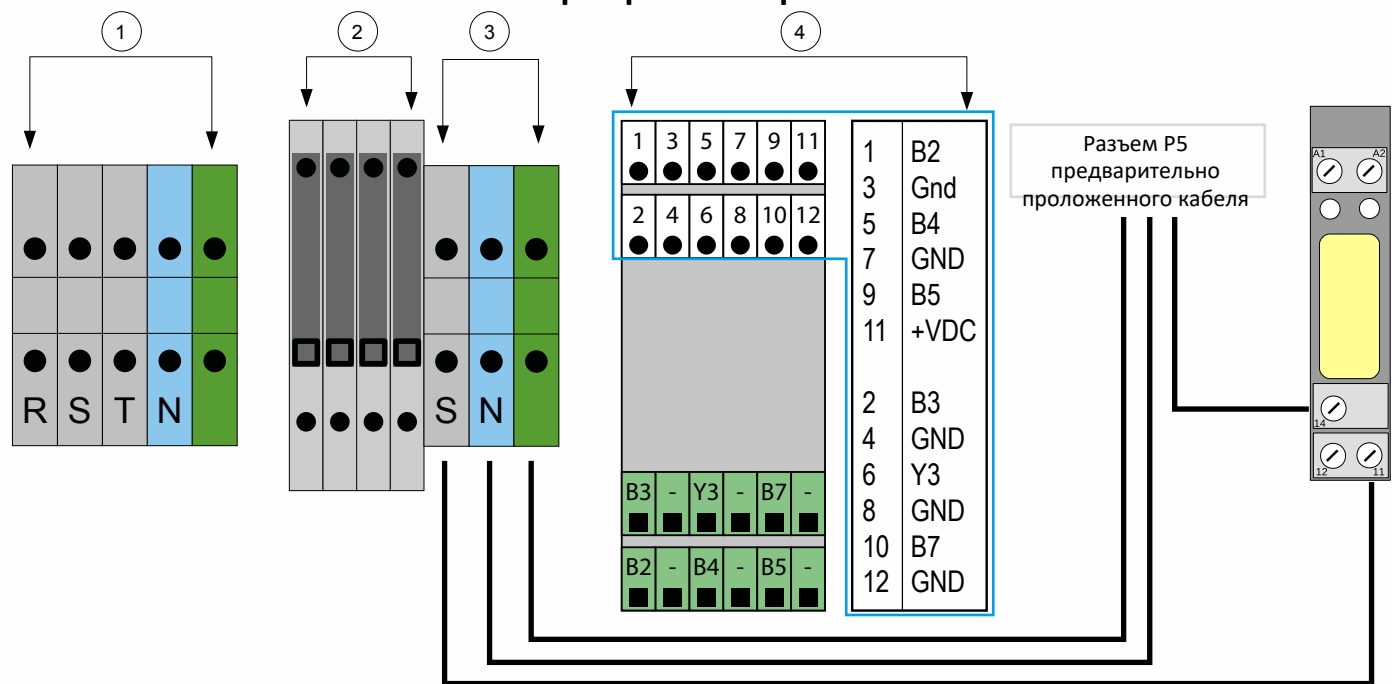 1
2
3
4
R S T N
S N
1 3 5 7 9 11
2 4 6 8 10 12
B3 - Y3 - B7 -
B2 - B4 - B5 -
1 B2
3 Gnd
5 B4
7 GND
9 B5
11 +VDC
2 B3
4 GND
6 Y3
8 GND
10 B7
12 GND
Разъем P5
предварительно
проложенного кабеля
A1 A2
14
12 11